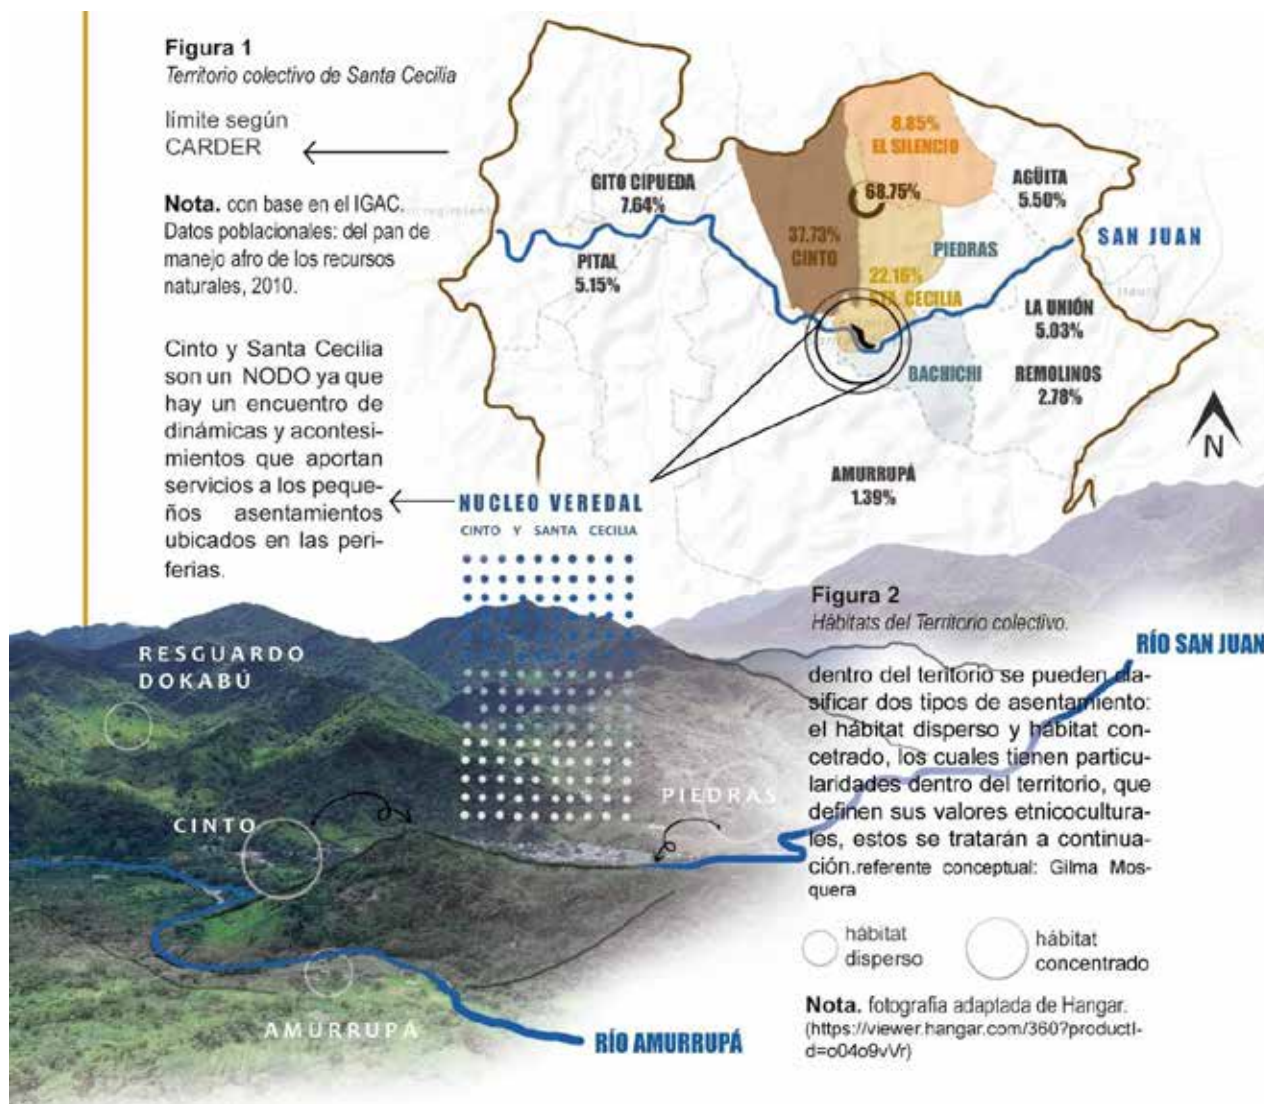 Figura 1
Territorio colectivo de Santa Cecilia
límite según
CARDER
Nota. con base en el IGAC.
Datos poblacionales: del pan de
manejo afro de los recursos
naturales, 2010.
Cinto y Santa Cecilia
son un NODO ya que
hay un encuentro de
dinámicas y acontesi-
mientos que aportan
servicios a los peque-
ños asentamientos
ubicados en las peri-
ferias.
8.85%
EL SILENCIO
GITO CIPUEDA
7.64%
68.75%
AGÜITA
5.50%
37.73%
CINTO
PIEDRAS
SAN JUAN
PITAL
5.15%
22.16%
STA. CECILIA
LA UNIÓN
5.03%
BACHICHI
REMOLINOS
2.78%
N
AMURRUPÁ
1.39%
NUCLEO VEREDAL
CINTO Y SANTA CECILIA
Figura 2
Hábitats del Territorio colectivo.
RÍO SAN JUAN
dentro del teritorio se pueden cla-
sificar dos tipos de asentamiento:
el hábitat disperso y hábitat con-
cetrado, los cuales tienen particu-
laridades dentro del territorio, que
definen sus valores etnicocultura-
les, estos se tratarán a continua-
ción.referente conceptual: Gilma Mos-
quera
RESGUARDO
DOKABÚ
PIEDRAS
CINTO
AMURRUPÁ
RÍO AMURRUPÁ
hábitat
disperso
hábitat
concentrado
Nota. fotografía adaptada de Hangar.
(https://viewer.hangar.com/360?productI-
d=o04o9vVr)